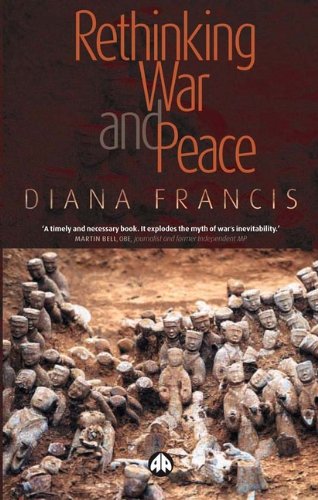 Rethinking
War
and
Peace
DIANA FRANCIS
'A timely and necessary book. It explodes the myth of war's inevitability.'
MARTIN BELL, OBE, journalist and former Independent MP